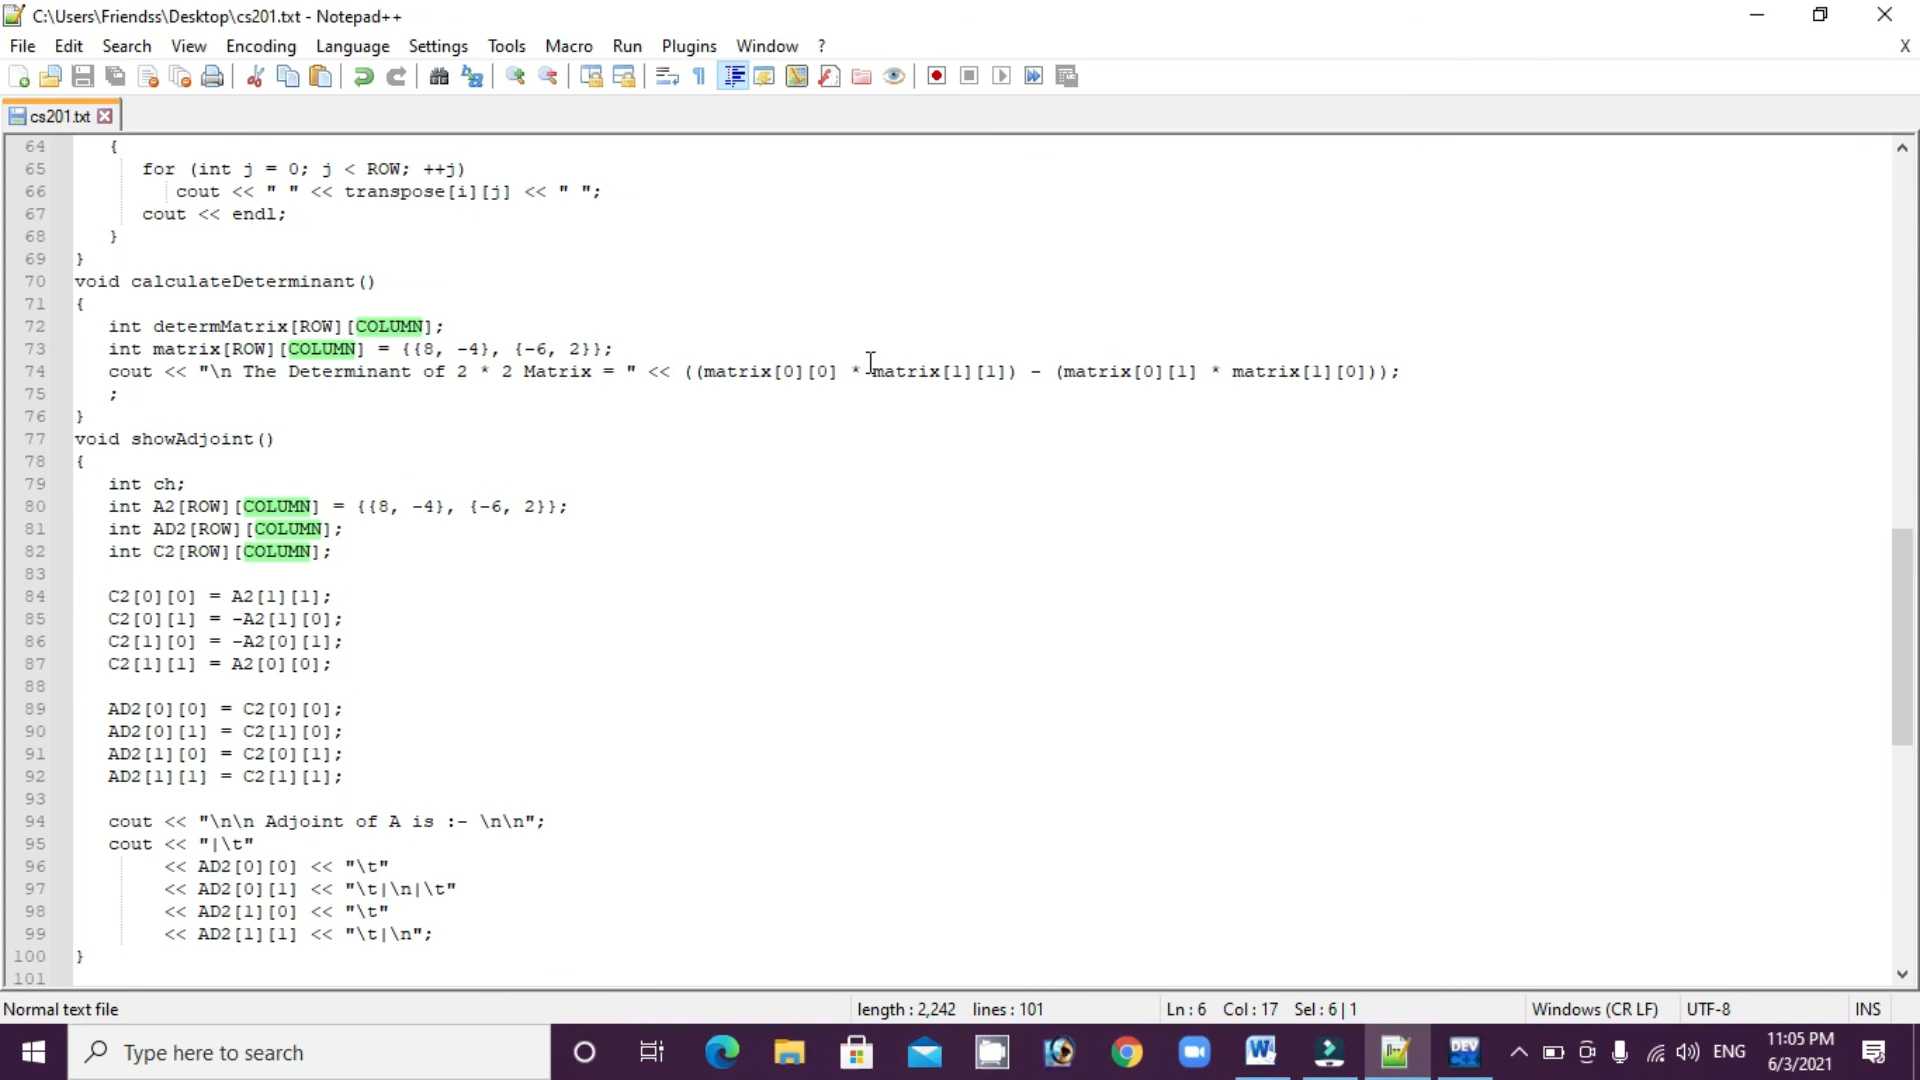 C:\Users\Friendss\Desktop\cs201.txt - Notepad++
File Edit Search View Encoding Language Settings Tools Macro Run Plugins Window ? X
cs201.txt
64 {
65 for (int j = 0; j < ROW; ++j)
66 cout << " " << transpose[i][j] << " ";
67 cout << endl;
68 }
69 }
70 void calculateDeterminant()
71 {
72 int determMatrix[ROW][COLUMN];
73 int matrix[ROW][COLUMN] = {{8, -4}, {-6, 2}};
74 cout << "\n The Determinant of 2 * 2 Matrix = " << ((matrix[0][0] * matrix[1][1]) - (matrix[0][1] * matrix[1][0]));
75 ;
76 }
77 void showAdjoint()
78 {
79 int ch;
80 int A2[ROW][COLUMN] = {{8, -4}, {-6, 2}};
81 int AD2[ROW][COLUMN];
82 int C2[ROW][COLUMN];
83
84 C2[0][0] = A2[1][1];
85 C2[0][1] = -A2[1][0];
86 C2[1][0] = -A2[0][1];
87 C2[1][1] = A2[0][0];
88
89 AD2[0][0] = C2[0][0];
90 AD2[0][1] = C2[1][0];
91 AD2[1][0] = C2[0][1];
92 AD2[1][1] = C2[1][1];
93
94 cout << "\n\n Adjoint of A is :- \n\n";
95 cout << "|\t"
96 << AD2[0][0] << "\t"
97 << AD2[0][1] << "\t|\n|\t"
98 << AD2[1][0] << "\t"
99 << AD2[1][1] << "\t|\n";
100 }
101
Normal text file length : 2,242 lines : 101 Ln : 6 Col : 17 Sel : 6 | 1 Windows (CR LF) UTF-8 INS
Type here to search ENG 11:05 PM
6/3/2021